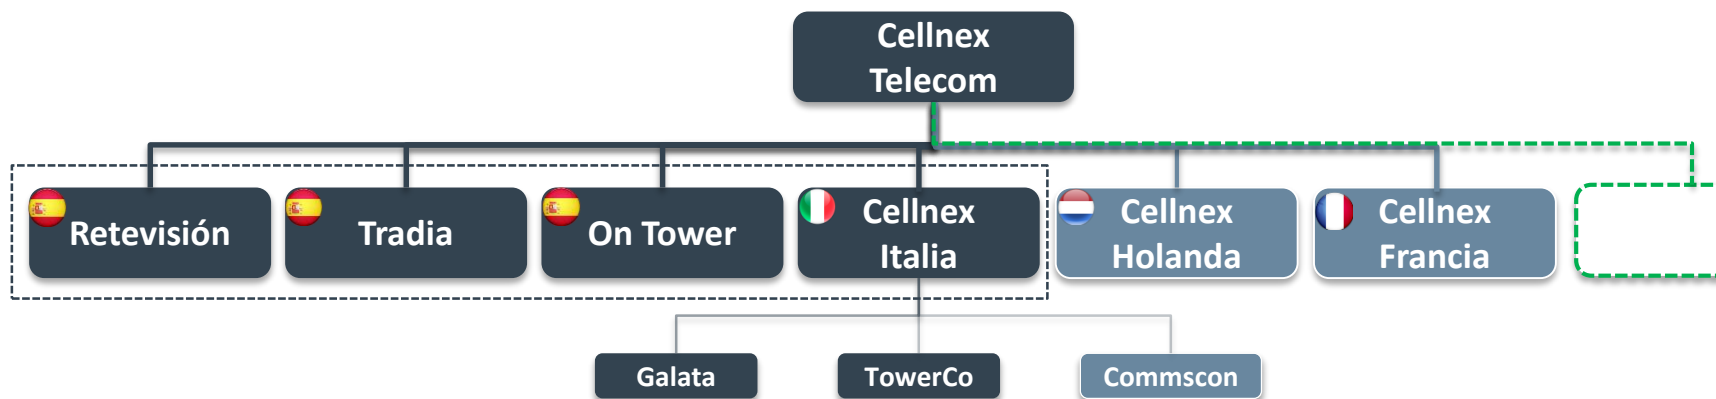 Cellnex
Telecom
Retevisión
Tradia
On Tower
Cellnex
Italia
Cellnex
Holanda
Cellnex
Francia
Galata
TowerCo
Commscon